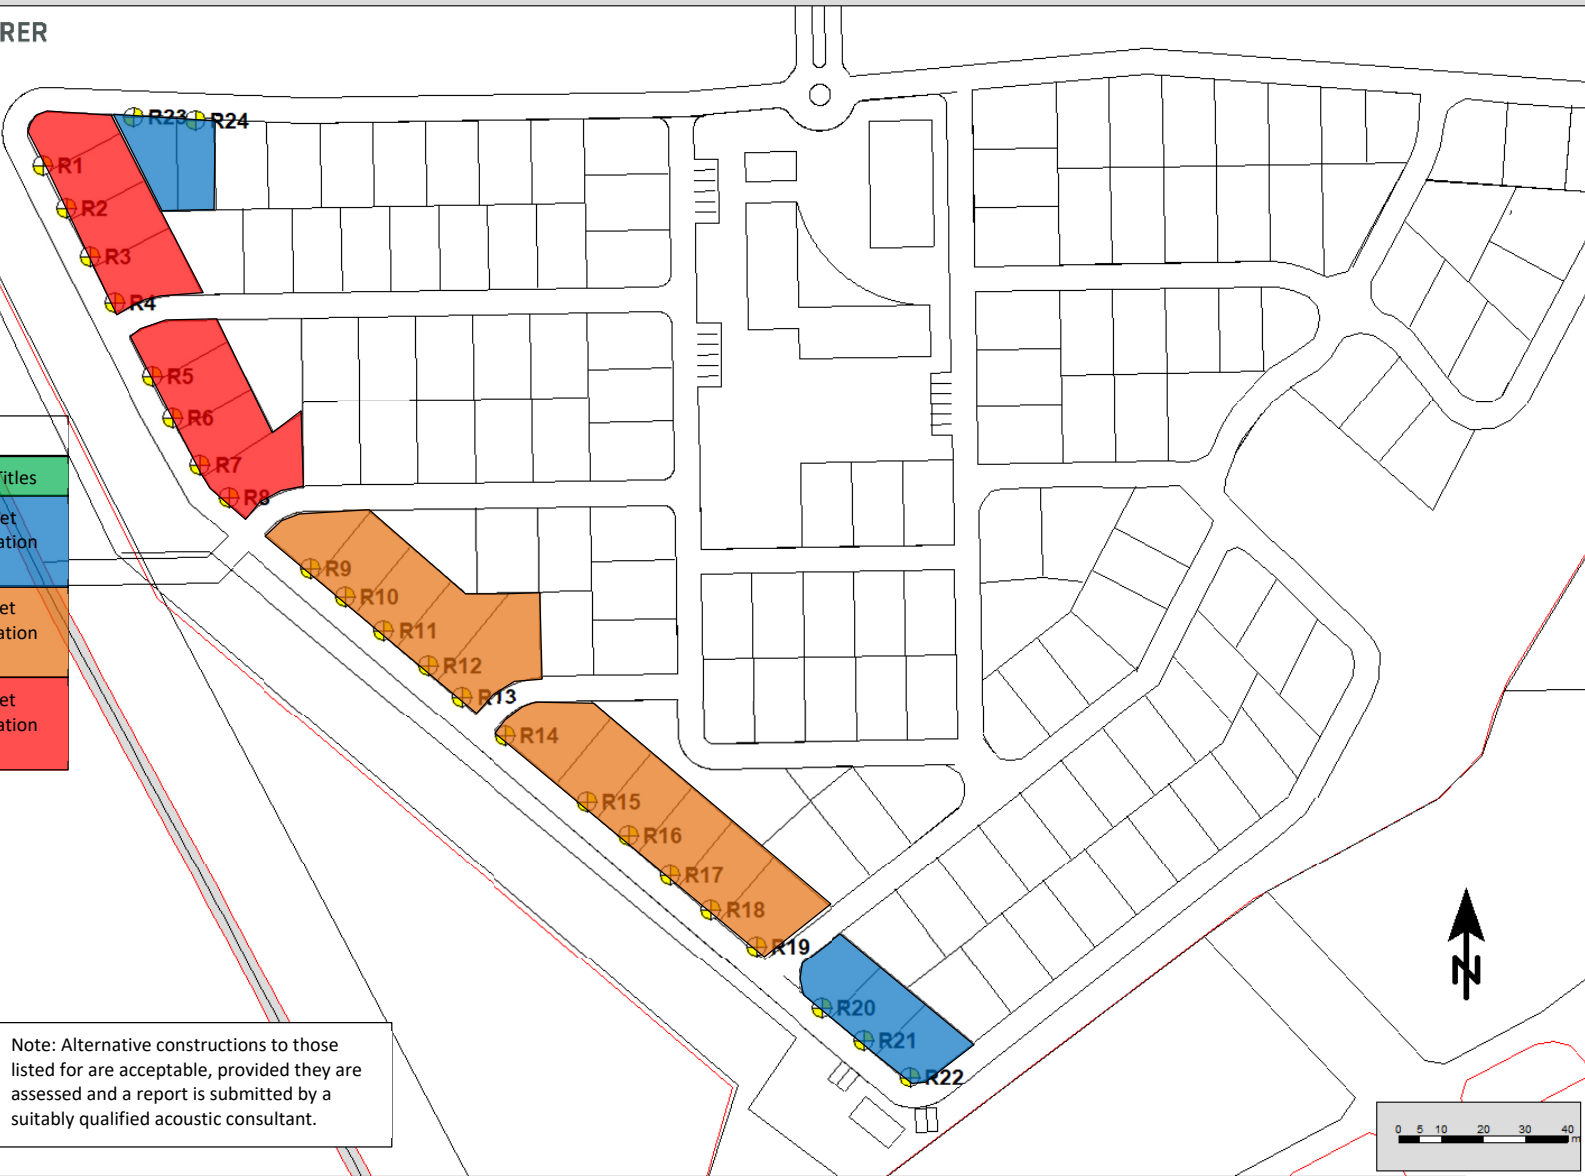 RER
R23
R24
R1
R2
R3
R4
R5
R6
R7
R8
Titles
et
ation
et
ation
et
ation
R9
R10
R11
R12
R13
R14
R15
R16
R17
R18
R19
R20
R21
R22
N
Note: Alternative constructions to those
listed for are acceptable, provided they are
assessed and a report is submitted by a
suitably qualified acoustic consultant.
0 5 10 20 30 40
m